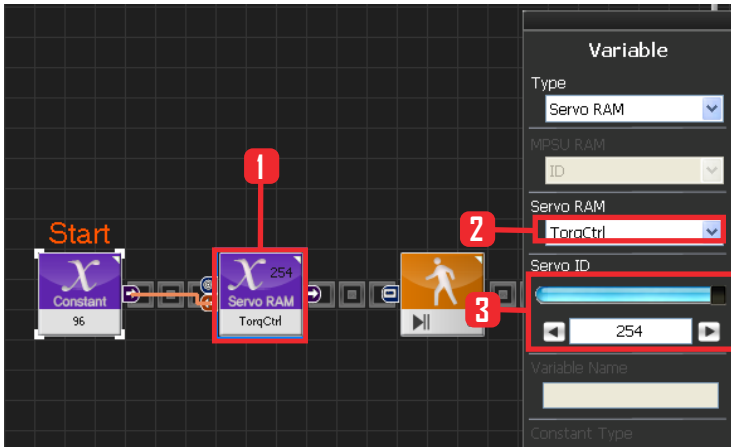 Start
Constant
96
1
254
Servo RAM
TorqCtrl
2
3
Variable
Type
Servo RAM
MPSU RAM
ID
Servo RAM
TorqCtrl
Servo ID
254
Variable Name
Constant Type